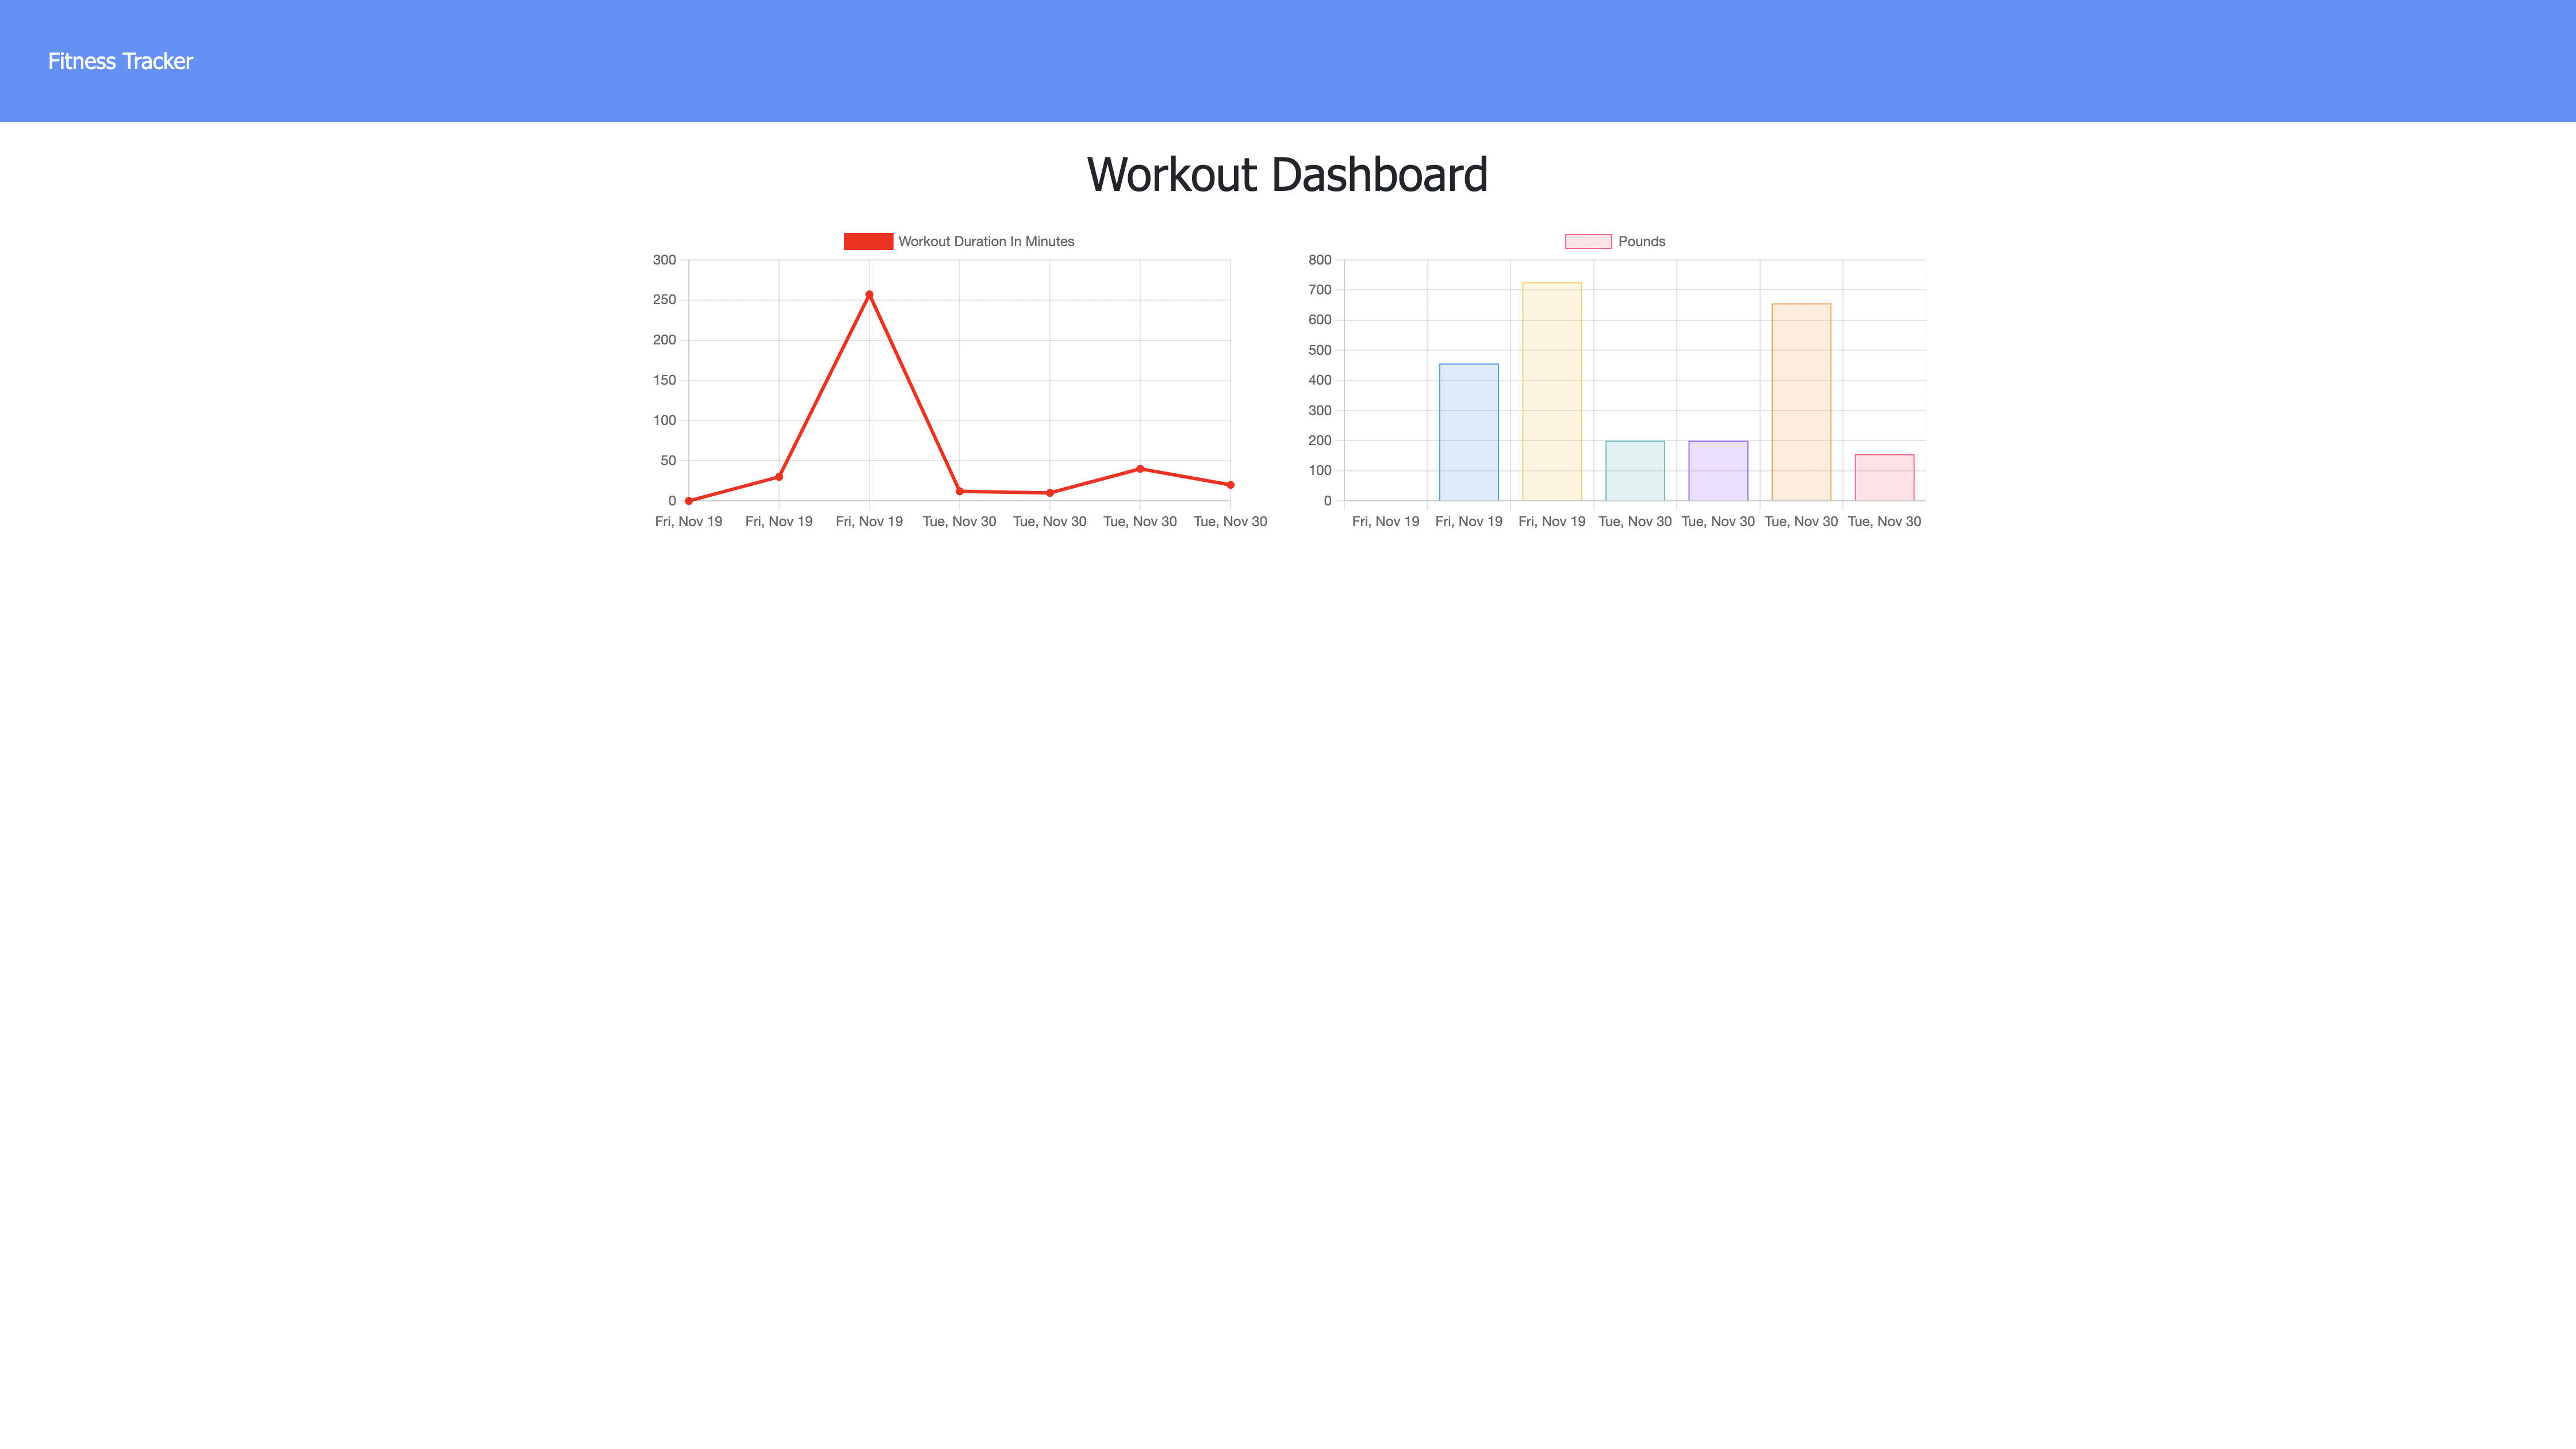 Fitness Tracker
Workout Dashboard
Workout Duration In Minutes
300
250
200
150
100
50
0
Fri, Nov 19 Fri, Nov 19 Fri, Nov 19 Tue, Nov 30 Tue, Nov 30 Tue, Nov 30 Tue, Nov 30
Pounds
800
700
600
500
400
300
200
100
0
Fri, Nov 19 Fri, Nov 19 Fri, Nov 19 Tue, Nov 30 Tue, Nov 30 Tue, Nov 30 Tue, Nov 30